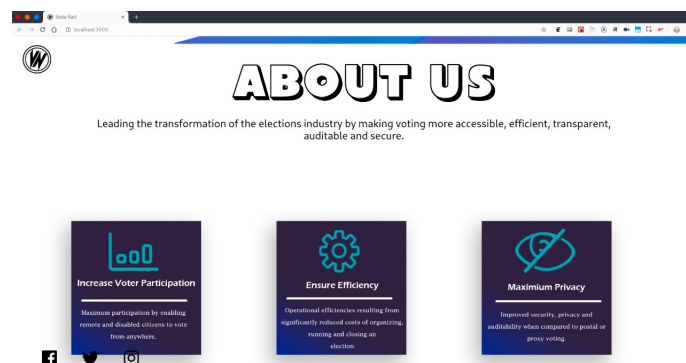 Vote Net
localhost:3000
ABOUT US
Leading the transformation of the elections industry by making voting more accessible, efficient, transparent,
auditable and secure.
Increase Voter Participation
Maximum participation by enabling
remote and disabled citizens to vote
from anywhere.
Ensure Efficiency
Operational efficiencies resulting from
significantly reduced costs of organizing,
running and closing an
election.
Maximium Privacy
Improved security, privacy and
auditability when compared to postal or
proxy voting.